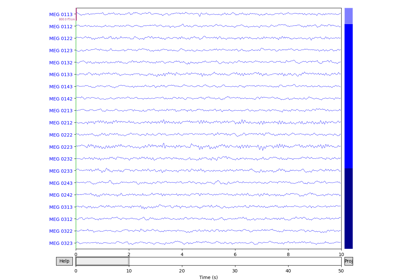 MEG 0113
MEG 0112
MEG 0122
MEG 0123
MEG 0132
MEG 0133
MEG 0143
MEG 0142
MEG 0213
MEG 0212
MEG 0222
MEG 0223
MEG 0232
MEG 0233
MEG 0243
MEG 0242
MEG 0313
MEG 0312
MEG 0322
MEG 0323
0 2 4 6 8 10
Help
Proj
0 10 20 30 40 50
Time (s)